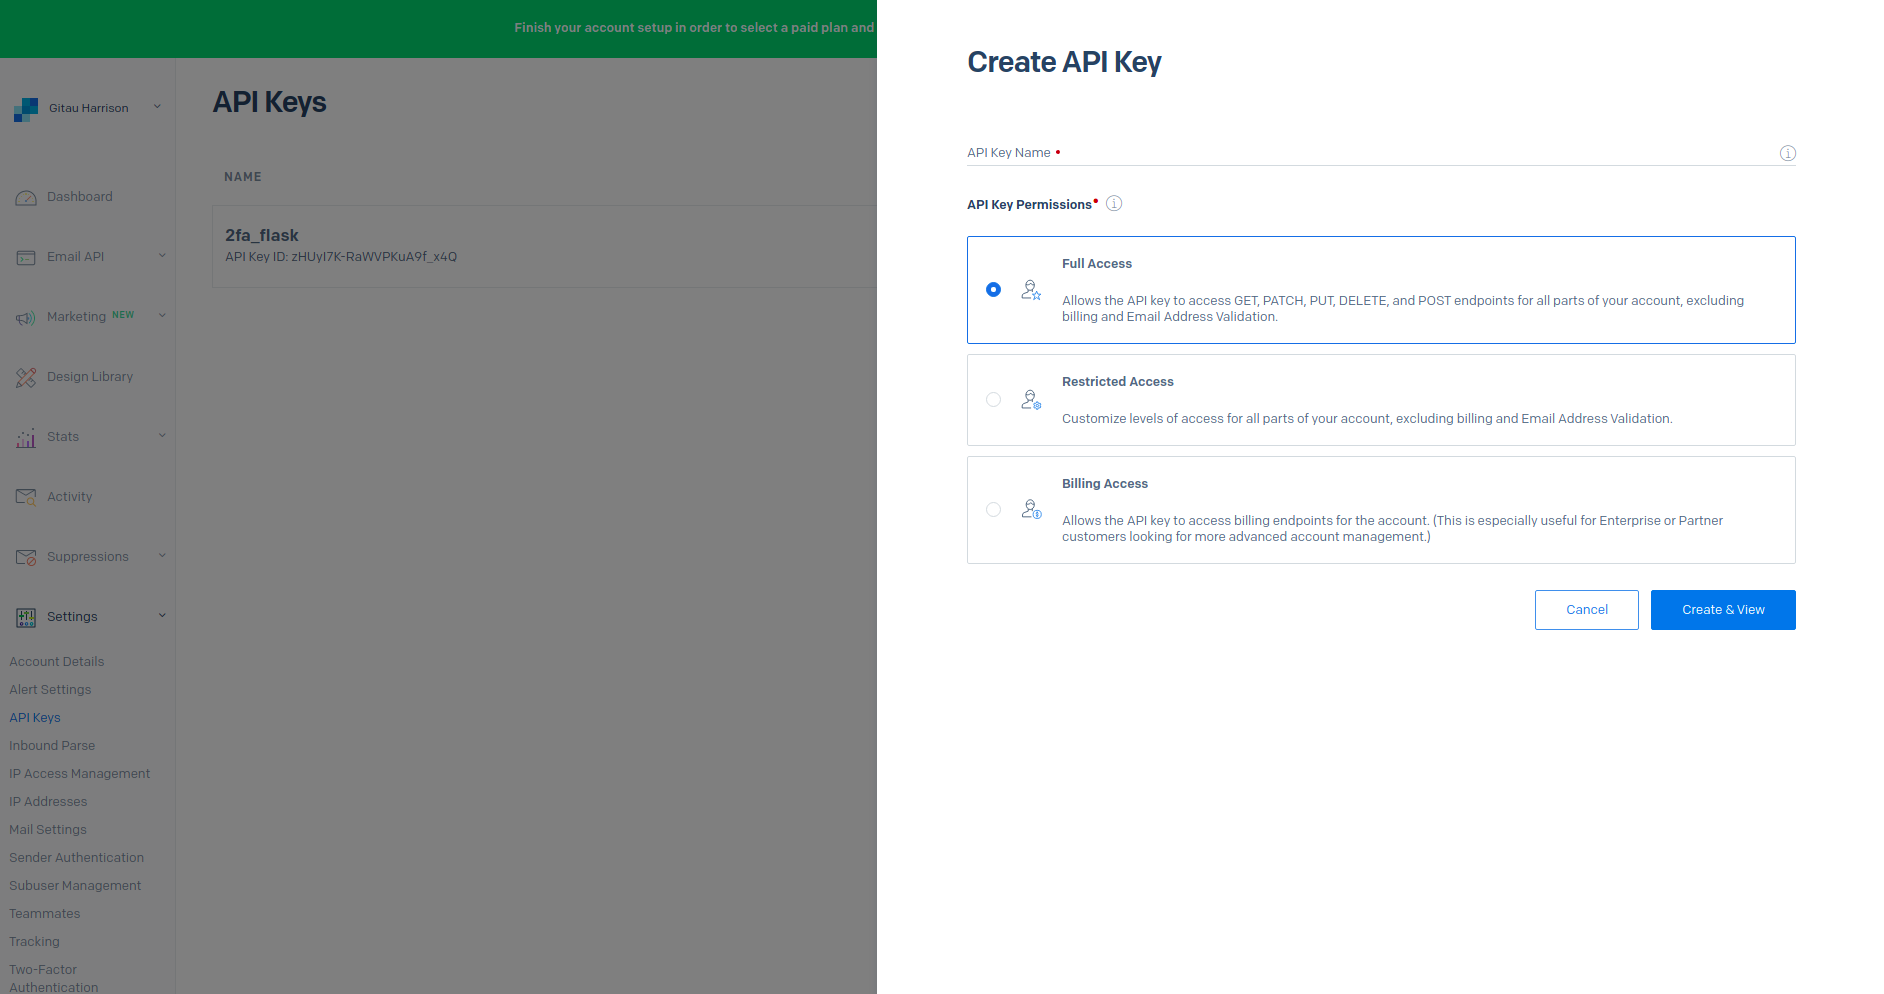 Finish your account setup in order to select a paid plan and
Gitau Harrison
Dashboard
Email API
Marketing NEW
Design Library
Stats
Activity
Suppressions
Settings
Account Details
Alert Settings
API Keys
Inbound Parse
IP Access Management
IP Addresses
Mail Settings
Sender Authentication
Subuser Management
Teammates
Tracking
Two-Factor
Authentication
API Keys
NAME
2fa_flask
API Key ID: zHUyI7K-RaWVPKuA9f_x4Q
Create API Key
API Key Name •
API Key Permissions•
Full Access
Allows the API key to access GET, PATCH, PUT, DELETE, and POST endpoints for all parts of your account, excluding
billing and Email Address Validation.
Restricted Access
Customize levels of access for all parts of your account, excluding billing and Email Address Validation.
Billing Access
Allows the API key to access billing endpoints for the account. (This is especially useful for Enterprise or Partner
customers looking for more advanced account management.)
Cancel
Create & View